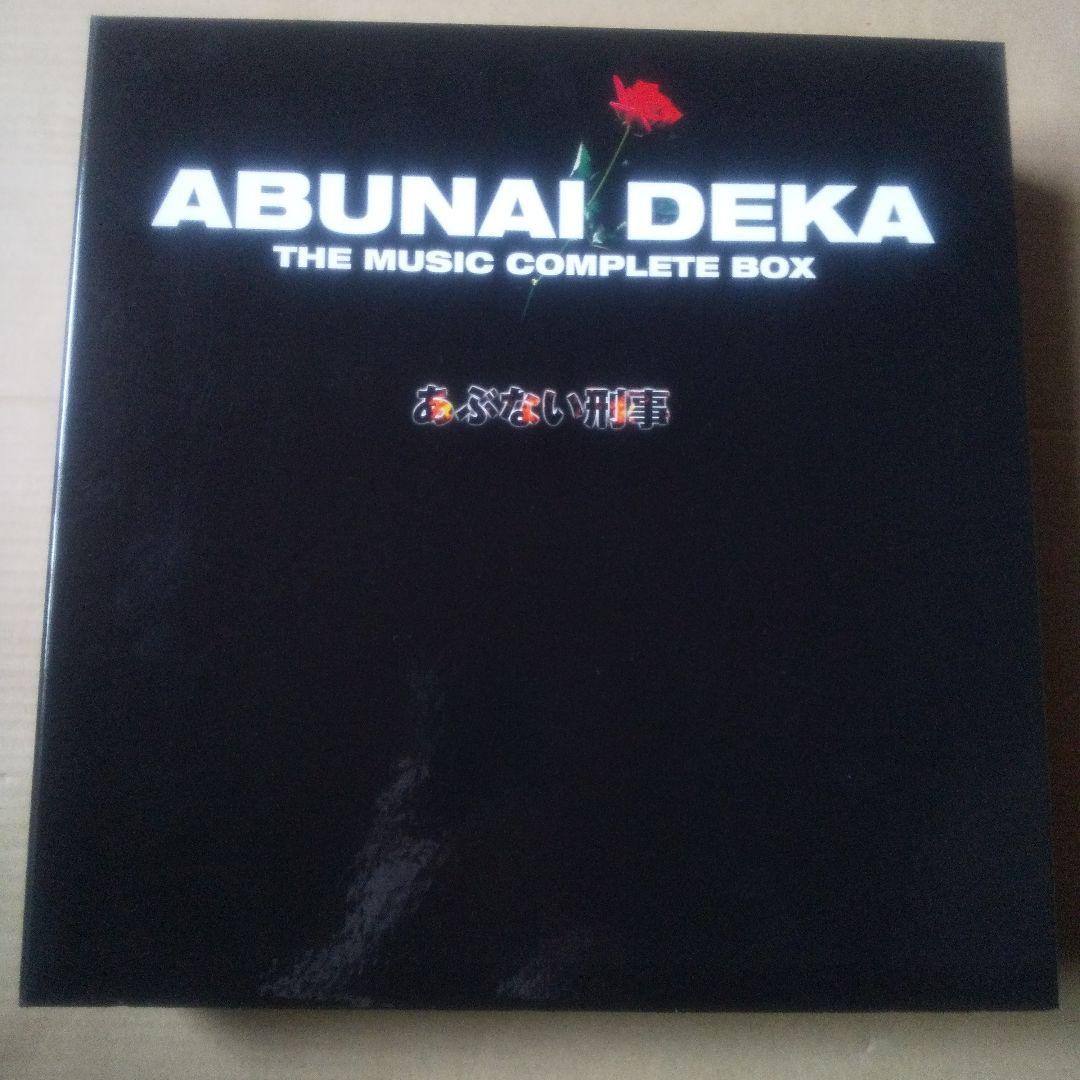 ABUNAI DEKA
THE MUSIC COMPLETE BOX
あぶない刑事